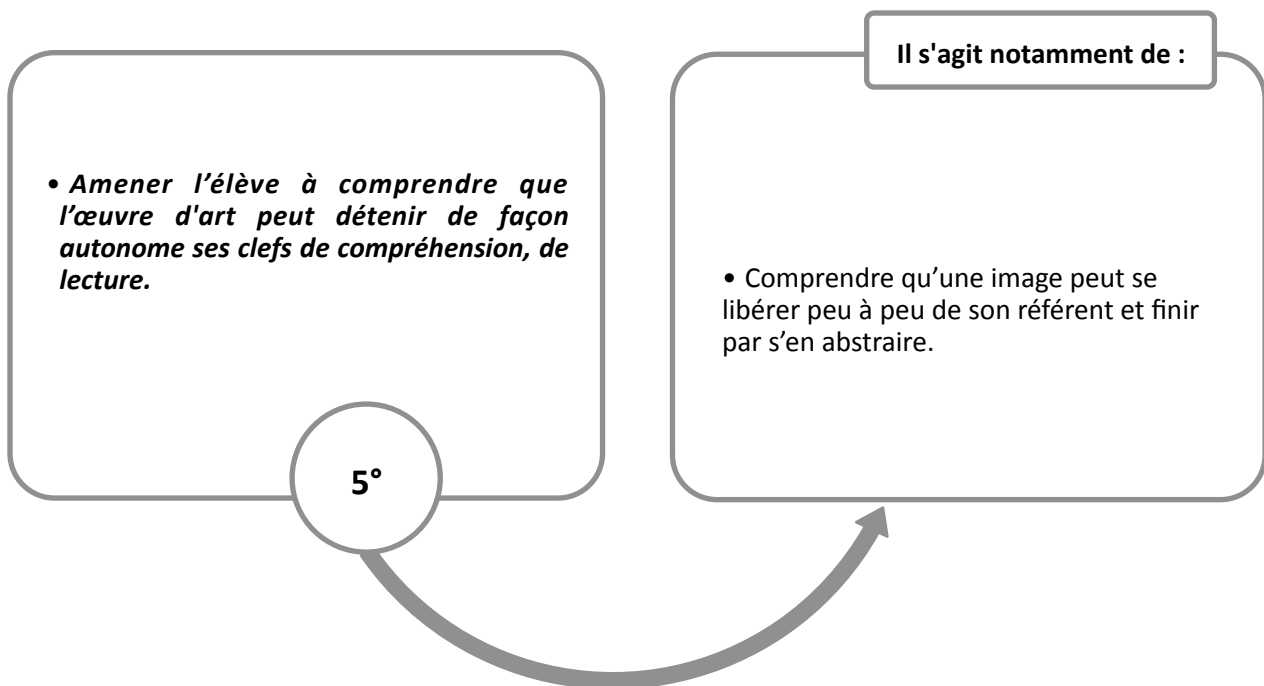 • Amener l’élève à comprendre que
l’œuvre d'art peut détenir de façon
autonome ses clefs de compréhension, de
lecture.
5°
Il s'agit notamment de :
• Comprendre qu’une image peut se
libérer peu à peu de son référent et finir
par s’en abstraire.